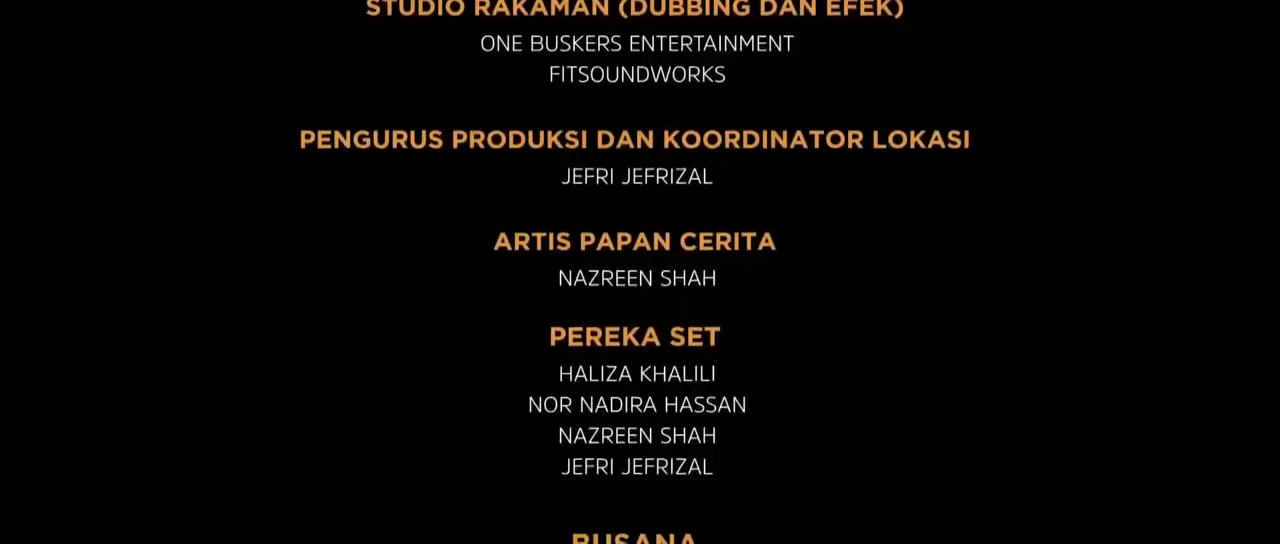 STUDIO RAKAMAN (DUBBING DAN EFEK)
ONE BUSKERS ENTERTAINMENT
FITSOUNDWORKS
PENGURUS PRODUKSI DAN KOORDINATOR LOKASI
JEFRI JEFRIZAL
ARTIS PAPAN CERITA
NAZREEN SHAH
PEREKA SET
HALIZA KHALILI
NOR NADIRA HASSAN
NAZREEN SHAH
JEFRI JEFRIZAL
BUSANA